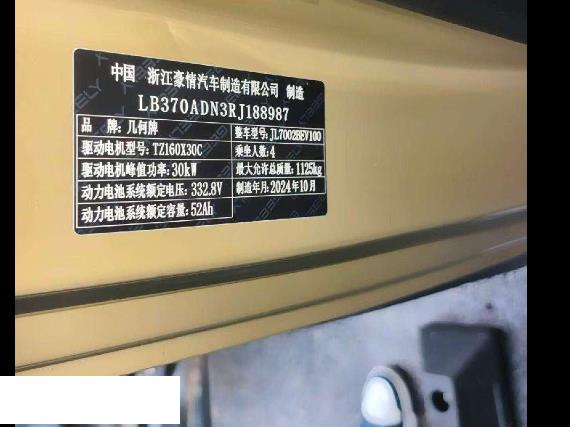 中国 浙江豪情汽车制造有限公司 制造
LB370ADN3RJ188987
品 牌：几何牌 整车型号：JL7002BEV100
驱动电机型号：TZ160X30C 乘坐人数：4
驱动电机峰值功率：30kW 最大允许总质量：1125kg
动力电池系统额定电压：332.8V 制造年月：2024年10月
动力电池系统额定容量：52Ah